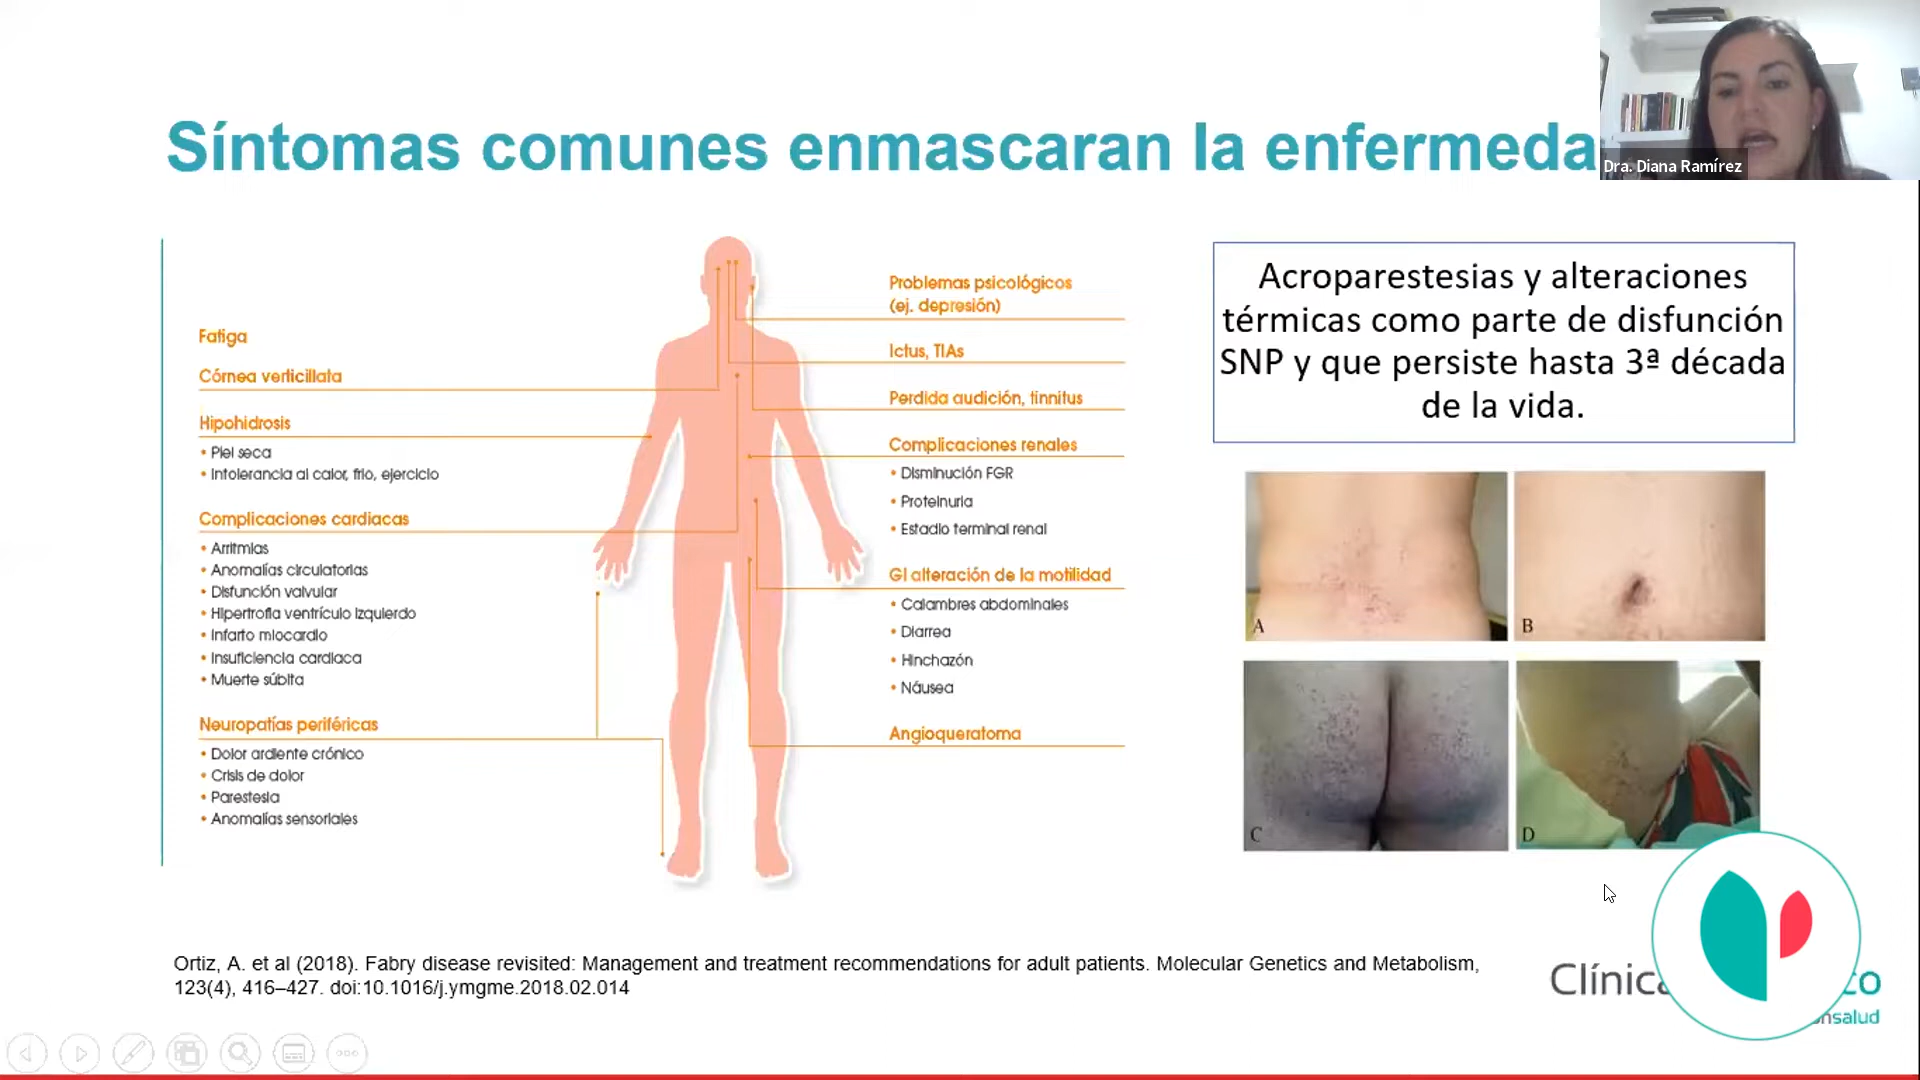 Síntomas comunes enmascaran la enfermeda
Dra. Diana Ramírez
Fatiga
Córnea verticillata
Hipohidrosis
• Piel seca
• Intolerancia al calor, frio, ejercicio
Complicaciones cardiacas
• Arritmias
• Anomalías circulatorias
• Disfunción valvular
• Hipertrofia ventrículo izquierdo
• Infarto miocardio
• Insuficiencia cardiaca
• Muerte súbita
Neuropatías periféricas
• Dolor ardiente crónico
• Crisis de dolor
• Parestesia
• Anomalías sensoriales
Problemas psicológicos
(ej. depresión)
Ictus, TIAs
Perdida audición, tinnitus
Complicaciones renales
• Disminución FGR
• Proteinuria
• Estadio terminal renal
GI alteración de la motilidad
• Calambres abdominales
• Diarrea
• Hinchazón
• Náusea
Angioqueratoma
Acroparestesias y alteraciones
térmicas como parte de disfunción
SNP y que persiste hasta 3ª década
de la vida.
A
B
C
D
Ortiz, A. et al (2018). Fabry disease revisited: Management and treatment recommendations for adult patients. Molecular Genetics and Metabolism,
123(4), 416–427. doi:10.1016/j.ymgme.2018.02.014